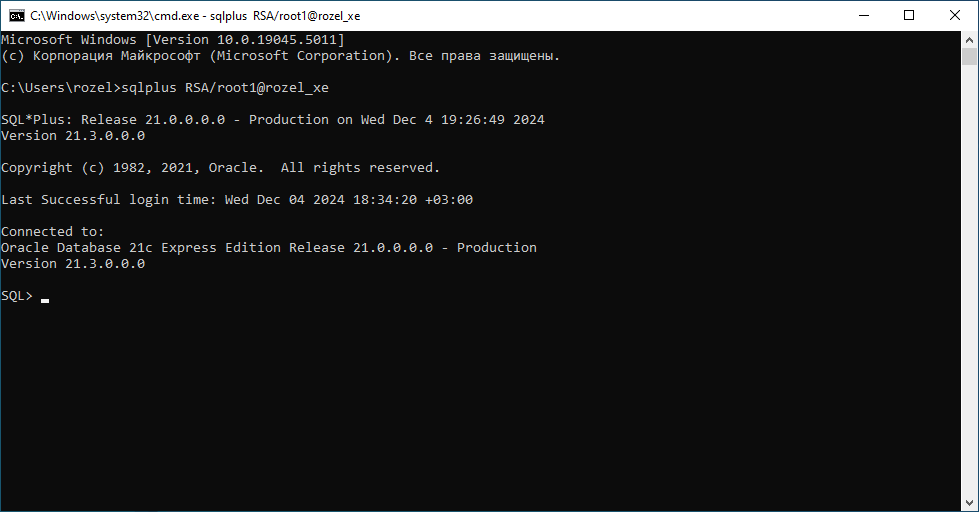 C:\Windows\system32\cmd.exe - sqlplus  RSA/root1@rozel_xe
Microsoft Windows [Version 10.0.19045.5011]
(c) Корпорация Майкрософт (Microsoft Corporation). Все права защищены.
C:\Users\rozel>sqlplus RSA/root1@rozel_xe
SQL*Plus: Release 21.0.0.0.0 - Production on Wed Dec 4 19:26:49 2024
Version 21.3.0.0.0
Copyright (c) 1982, 2021, Oracle.  All rights reserved.
Last Successful login time: Wed Dec 04 2024 18:34:20 +03:00
Connected to:
Oracle Database 21c Express Edition Release 21.0.0.0.0 - Production
Version 21.3.0.0.0
SQL>